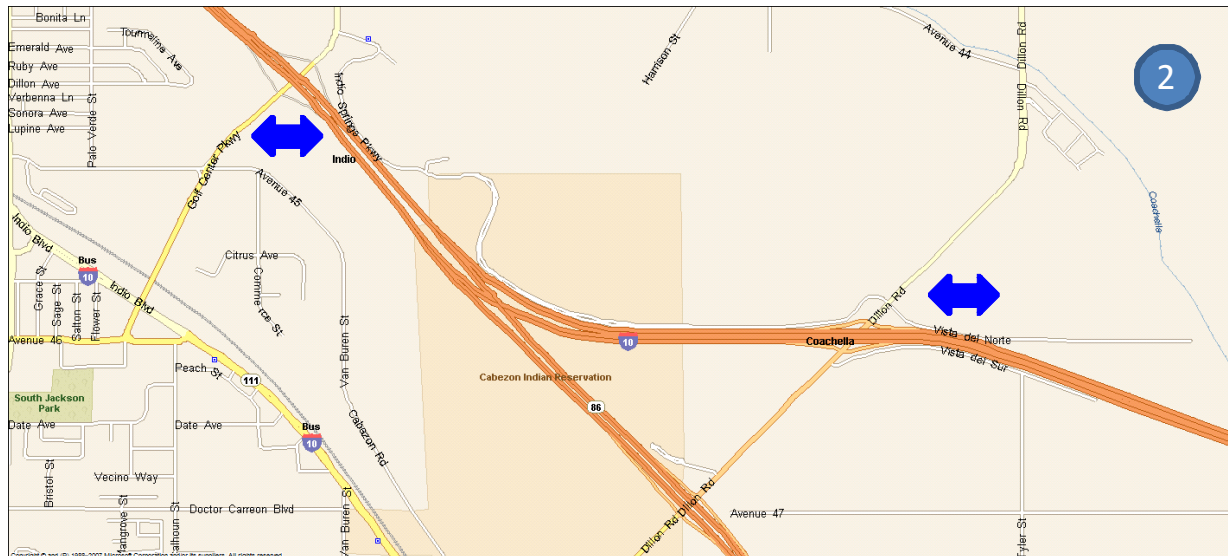 Bonita Ln
Tourmaline Ave
Emerald Ave
Ruby Ave
Dillon Ave
Verbenna Ln
Sonora Ave
Lupine Ave
Palo Verde St
Golf Center Pkwy
Indio Springs Pkwy
Indio
Harrison St
Avenue 44
Dillon Rd
Dillon Rd
Dillon Rd
2
Coachella
Avenue 45
Indio Blvd
Bus
10
Indio Blvd
Grace St
Sage St
Salton St
Flower St
Citrus Ave
Commerce St
Van Buren St
Avenue 46
Peach St
111
South Jackson
Park
Date Ave
Date Ave
Bus
10
Cabazon Rd
Vecino Way
Bristol St
Mangrove St
Calhoun St
Doctor Carreon Blvd
Van Buren St
Cabezon Indian Reservation
86
10
Coachella
Dillon Rd
Vista del Norte
Vista del Sur
Dillon Rd
Dillon Rd
Avenue 47
Tyler St